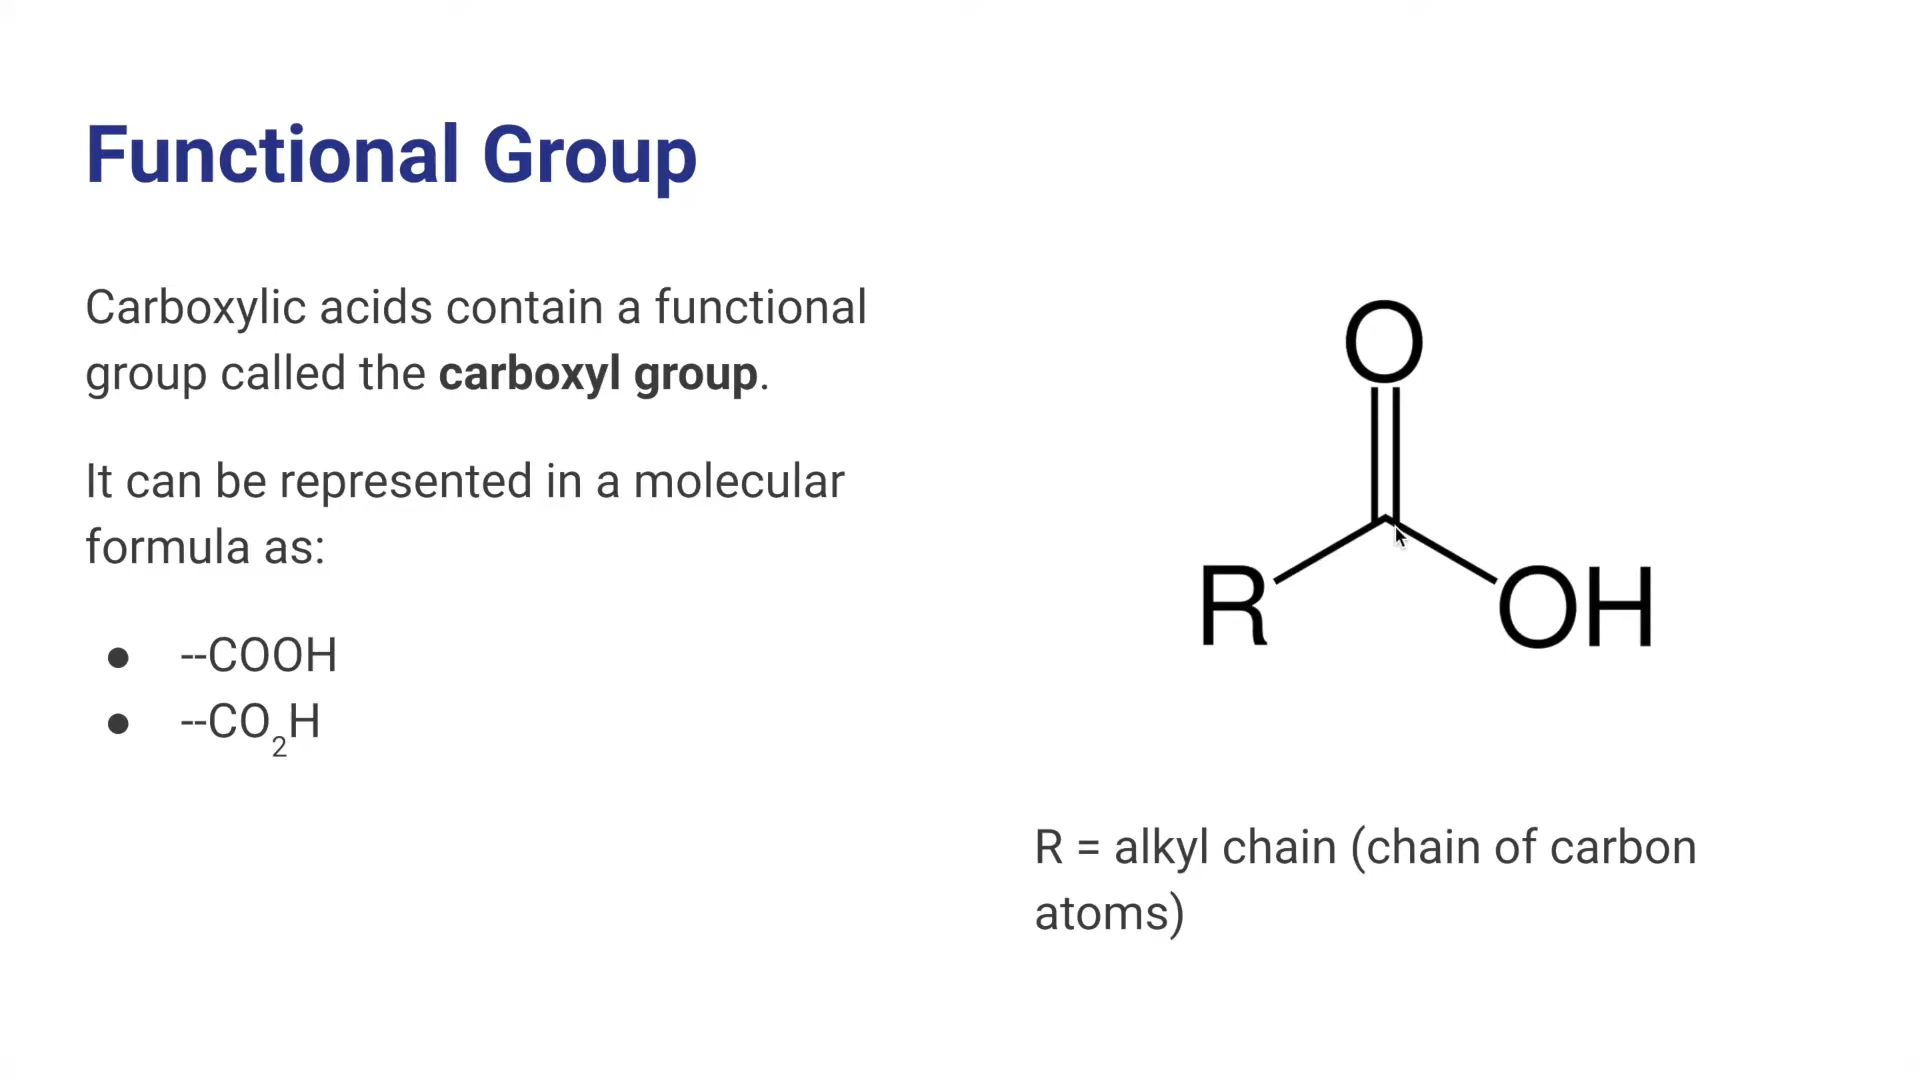 Functional Group
Carboxylic acids contain a functional
group called the carboxyl group.
It can be represented in a molecular
formula as:
● --COOH
● --CO₂H
O
R
OH
R = alkyl chain (chain of carbon
atoms)